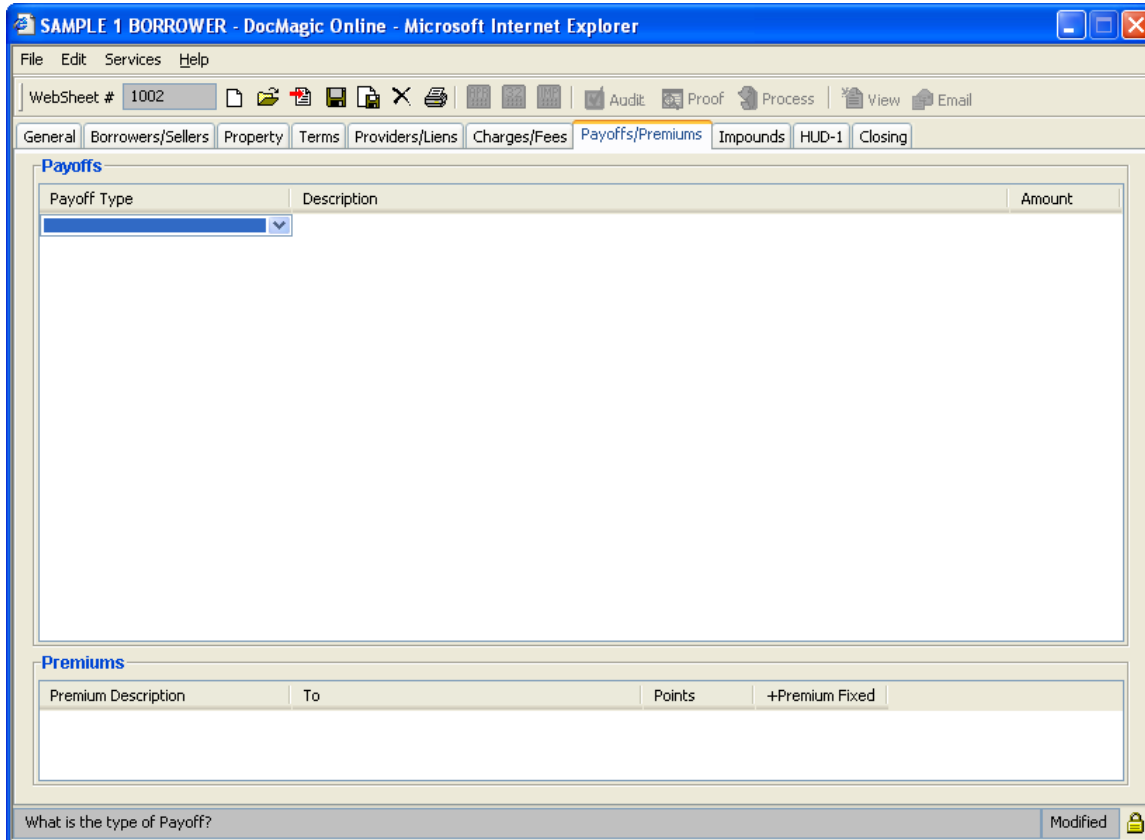 SAMPLE 1 BORROWER - DocMagic Online - Microsoft Internet Explorer
File Edit Services Help
WebSheet # 1002 Audit Proof Process View Email
General Borrowers/Sellers Property Terms Providers/Liens Charges/Fees Payoffs/Premiums Impounds HUD-1 Closing
Payoffs
Payoff Type Description Amount
Premiums
Premium Description To Points +Premium Fixed
What is the type of Payoff? Modified